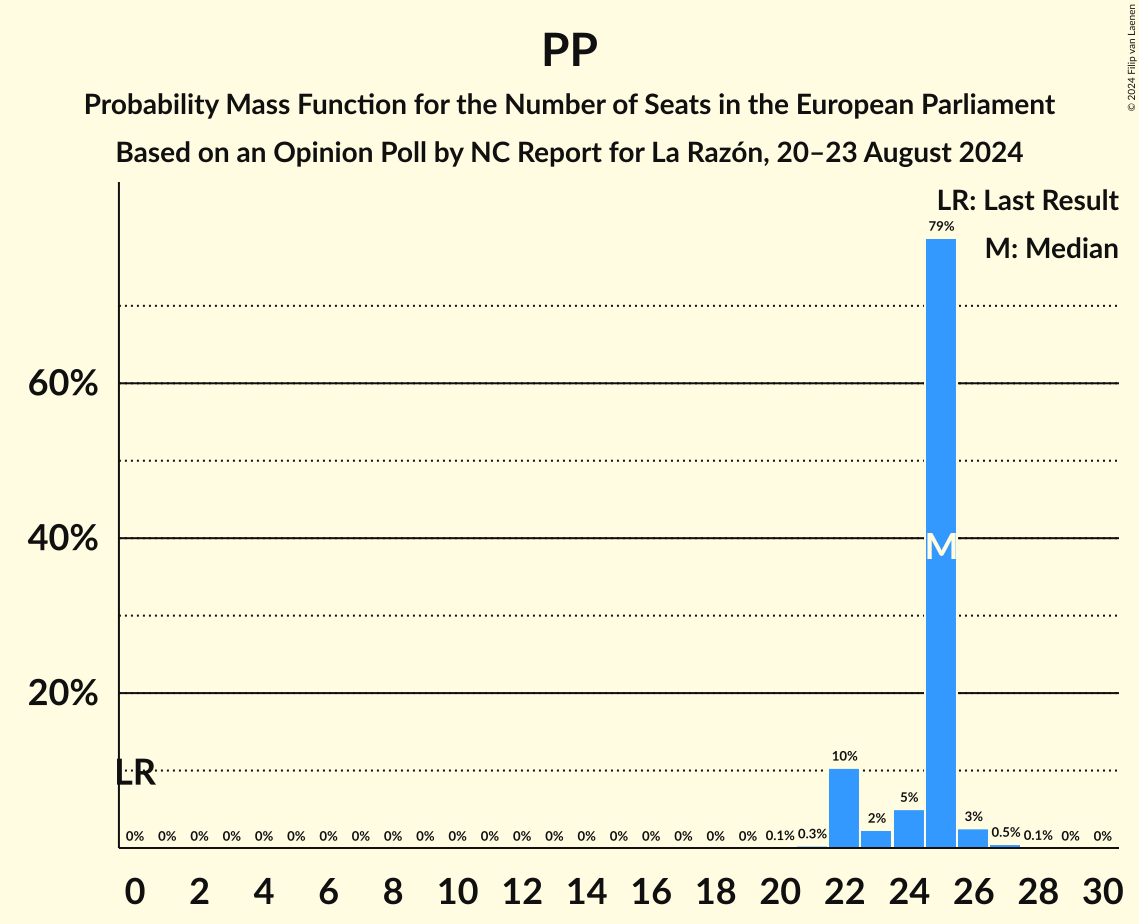 PP
Probability Mass Function for the Number of Seats in the European Parliament
Based on an Opinion Poll by NC Report for La Razón, 20–23 August 2024
© 2024 Filip van Laenen
LR: Last Result
M: Median
79%
60%
40%
M
20%
LR
10%
5%
2%
3%
0% 0% 0% 0% 0% 0% 0% 0% 0% 0% 0% 0% 0% 0% 0% 0% 0% 0% 0% 0% 0.1% 0.3% 0.5% 0.1% 0% 0%
0 2 4 6 8 10 12 14 16 18 20 22 24 26 28 30